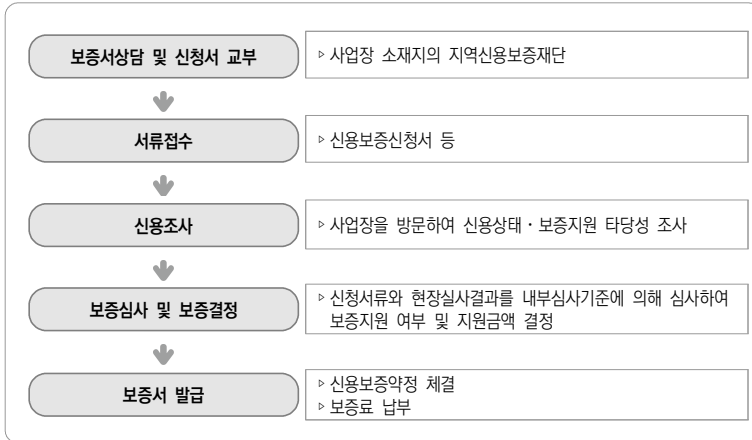 보증서상담 및 신청서 교부
▹ 사업장 소재지의 지역신용보증재단
서류접수
▹ 신용보증신청서 등
신용조사
▹ 사업장을 방문하여 신용상태・보증지원 타당성 조사
보증심사 및 보증결정
▹ 신청서류와 현장실사결과를 내부심사기준에 의해 심사하여
보증지원 여부 및 지원금액 결정
보증서 발급
▹ 신용보증약정 체결
▹ 보증료 납부